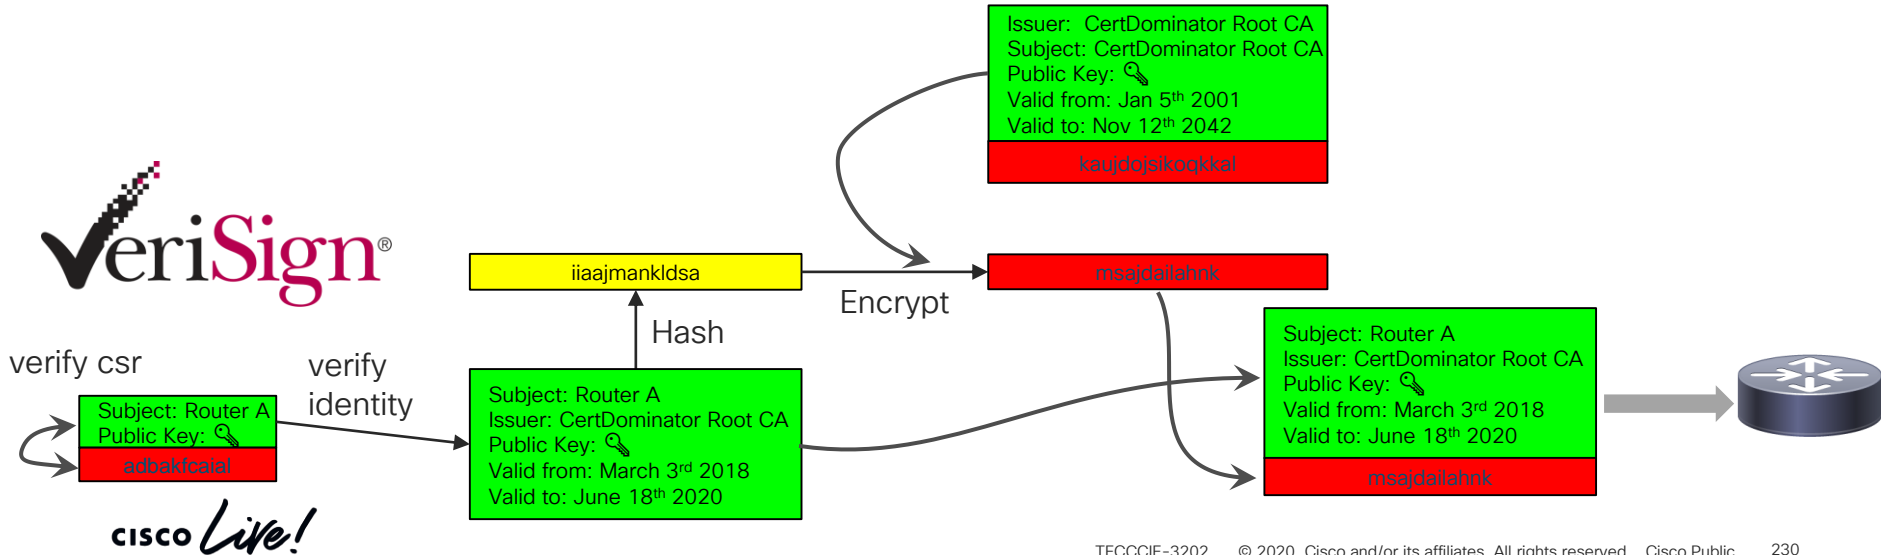 Issuer:  CertDominator Root CA
Subject: CertDominator Root CA
Public Key:
Valid from: Jan 5th 2001
Valid to: Nov 12th 2042
kaujdojsikoqkkal
VeriSign®
iiaajmankldsa
msajdailahnk
Encrypt
Hash
verify csr
verify
identity
Subject: Router A
Public Key:
adbakfcaial
Subject: Router A
Issuer: CertDominator Root CA
Public Key:
Valid from: March 3rd 2018
Valid to: June 18th 2020
Subject: Router A
Issuer: CertDominator Root CA
Public Key:
Valid from: March 3rd 2018
Valid to: June 18th 2020
msajdailahnk
CISCO Live!
TECCCIE-3202 © 2020 Cisco and/or its affiliates. All rights reserved. Cisco Public 230